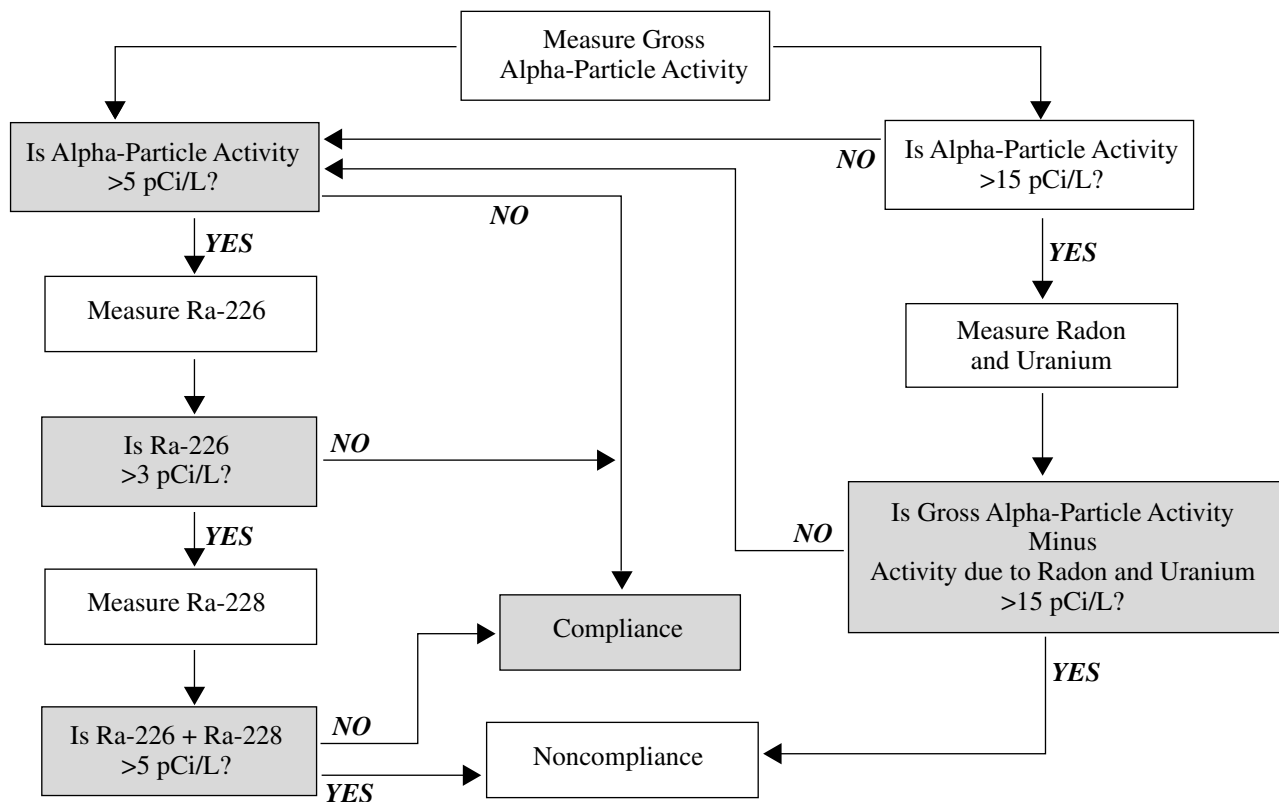 Measure Gross
Alpha-Particle Activity
Is Alpha-Particle Activity
>5 pCi/L?
NO
Is Alpha-Particle Activity
>15 pCi/L?
NO
YES
YES
Measure Ra-226
Measure Radon
and Uranium
Is Ra-226
>3 pCi/L?
NO
YES
Is Gross Alpha-Particle Activity
Minus
Activity due to Radon and Uranium
>15 pCi/L?
NO
YES
Measure Ra-228
Compliance
Is Ra-226 + Ra-228
>5 pCi/L?
NO
YES
Noncompliance